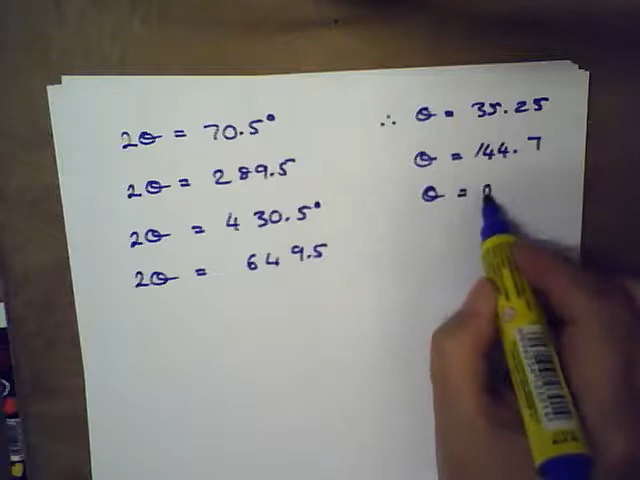 2θ = 70.5°
2θ = 289.5
2θ = 430.5°
2θ = 649.5
∴ θ = 35.25
θ = 144.7
θ =